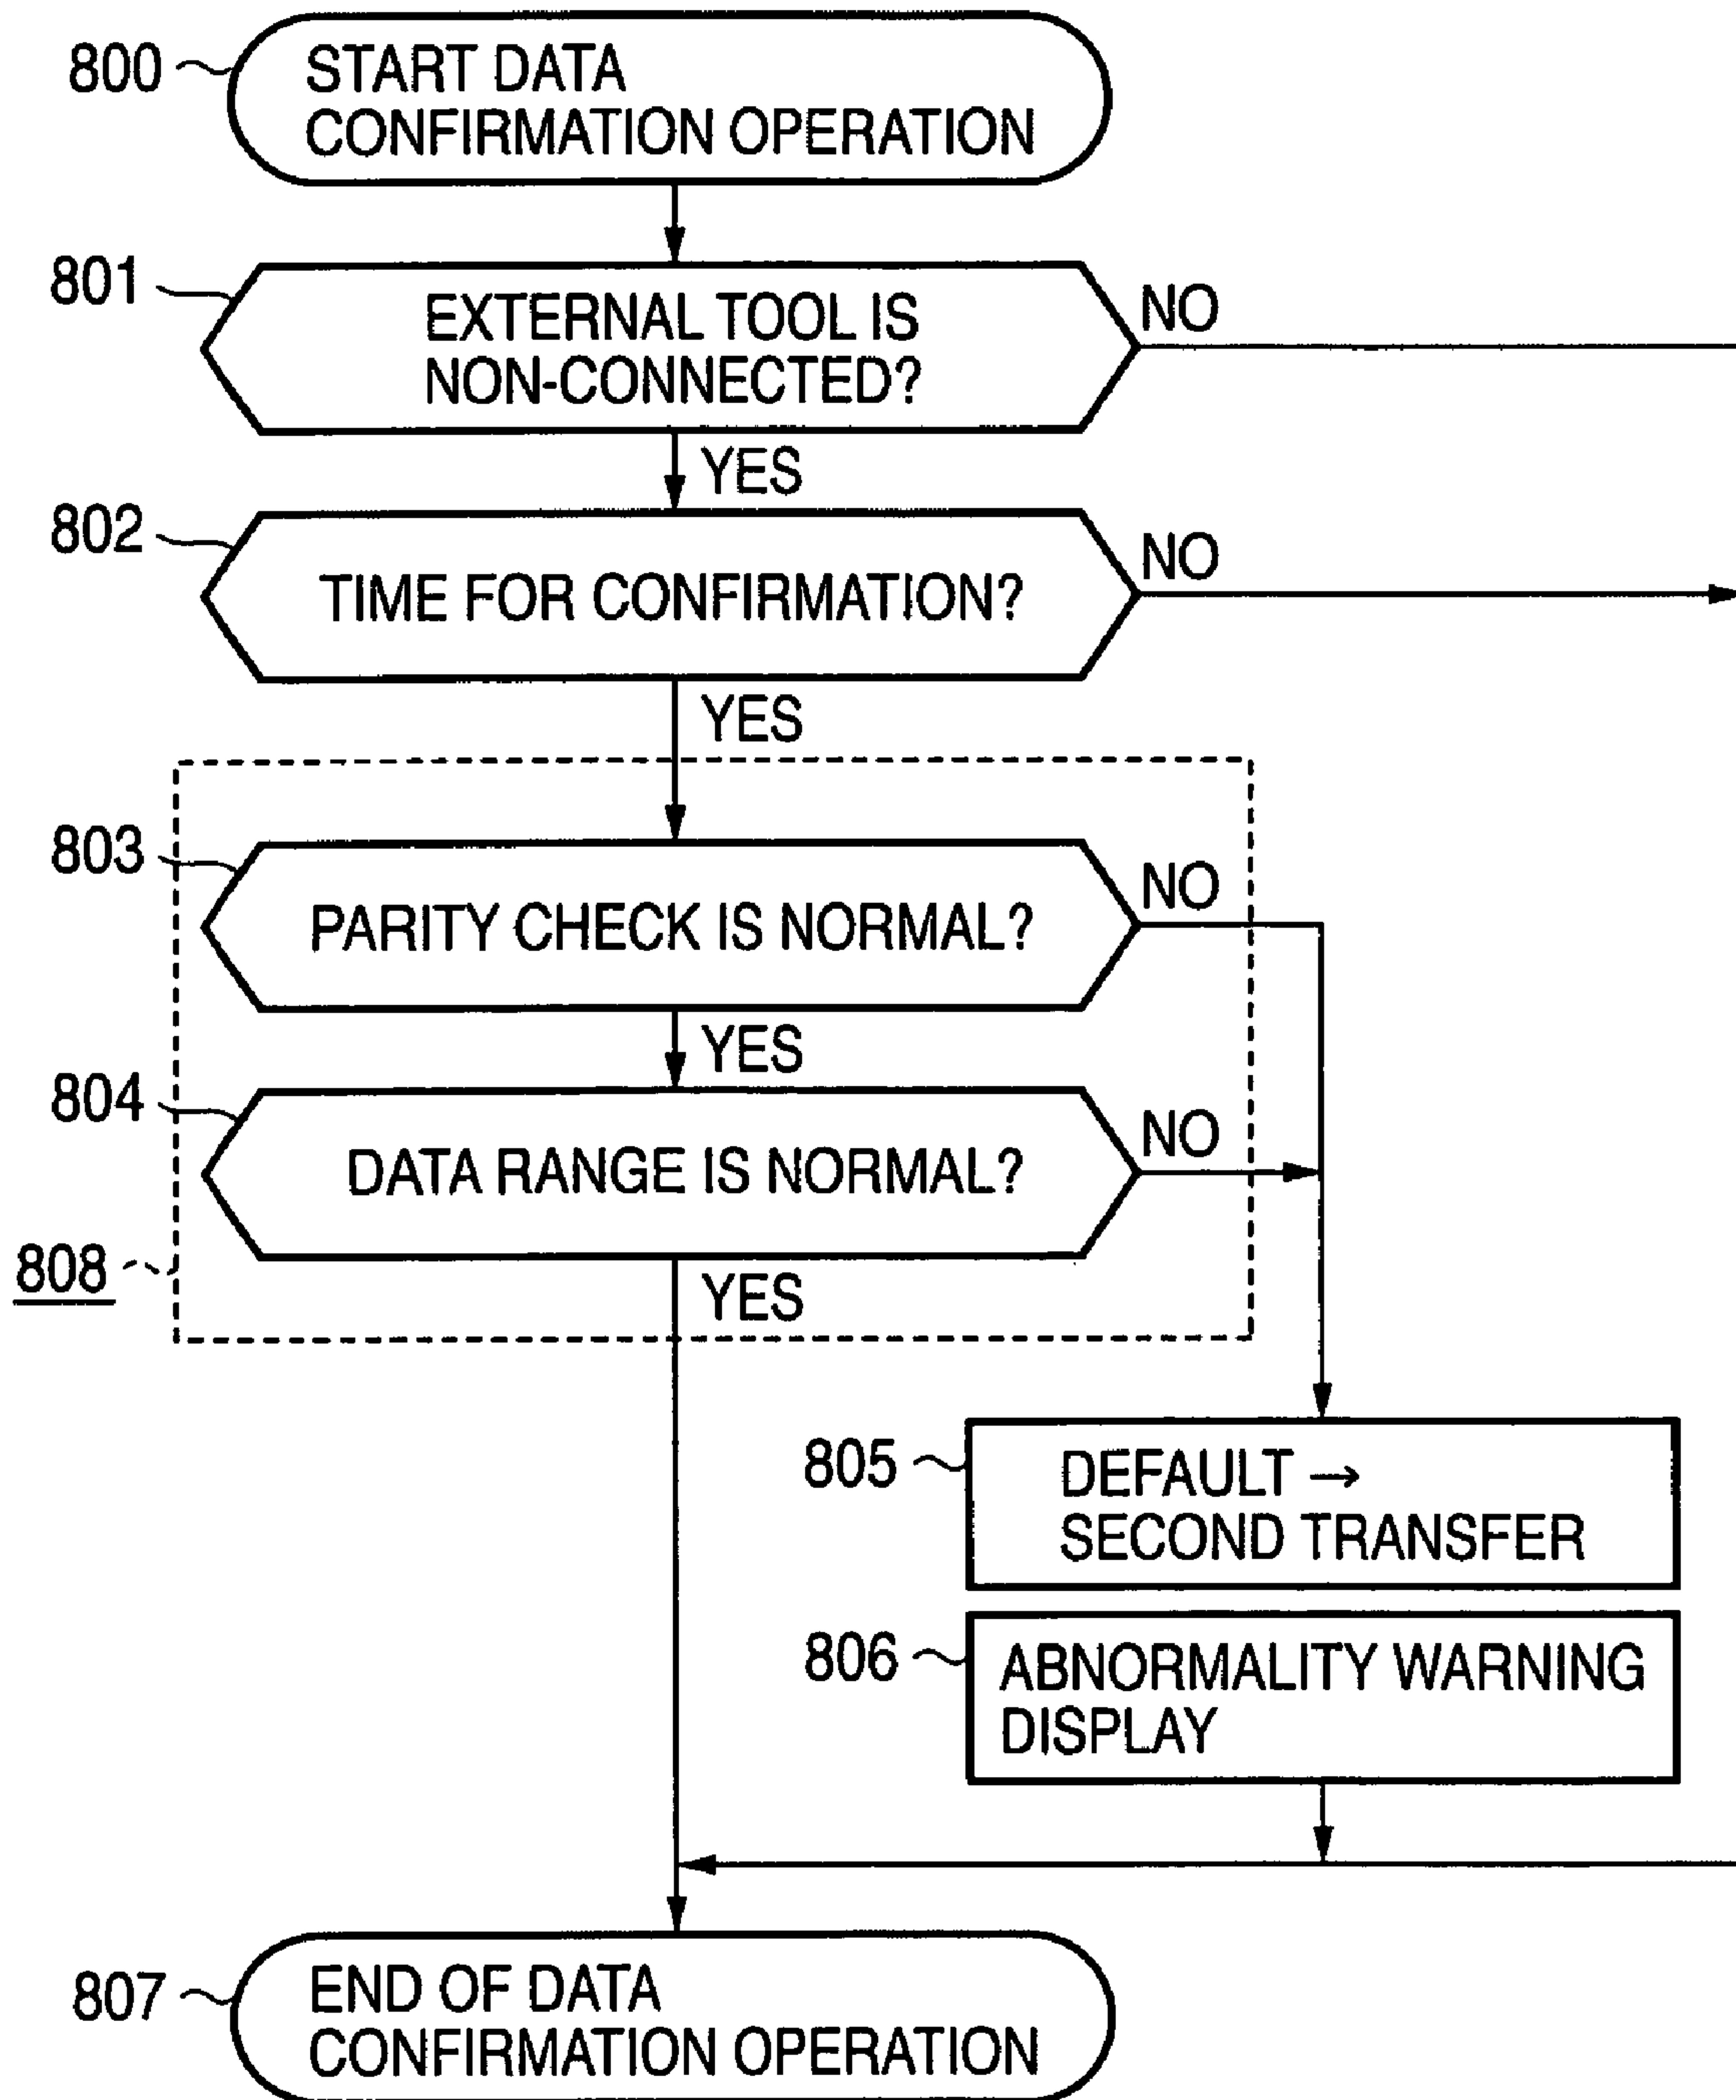 800
START DATA
CONFIRMATION OPERATION
801
EXTERNAL TOOL IS
NON-CONNECTED?
NO
YES
802
TIME FOR CONFIRMATION?
NO
YES
803
PARITY CHECK IS NORMAL?
NO
YES
804
DATA RANGE IS NORMAL?
NO
808
YES
805
DEFAULT →
SECOND TRANSFER
806
ABNORMALITY WARNING
DISPLAY
807
END OF DATA
CONFIRMATION OPERATION